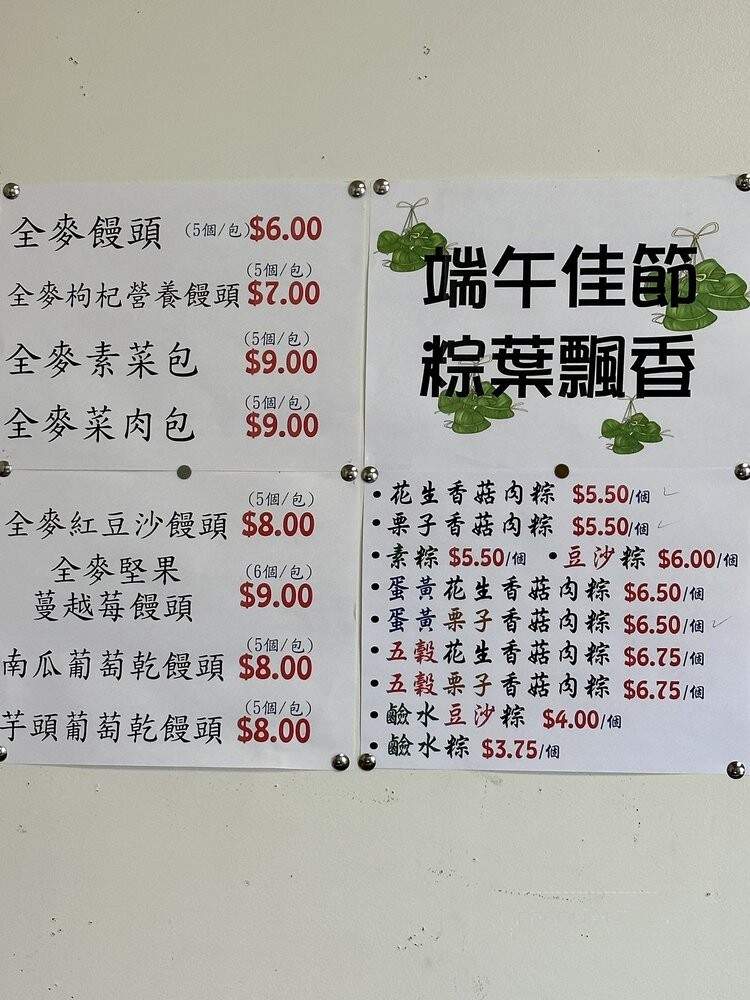 全麥饅頭 (5個/包)$6.00
(5個/包)
全麥枸杞營養饅頭 $7.00
(5個/包)
全麥素菜包 $9.00
(5個/包)
全麥菜肉包 $9.00
(5個/包)
全麥紅豆沙饅頭 $8.00
全麥堅果 (6個/包)
蔓越莓饅頭 $9.00
(5個/包)
南瓜葡萄乾饅頭 $8.00
(5個/包)
芋頭葡萄乾饅頭 $8.00
端午佳節
粽葉飄香
• 花生香菇肉粽 $5.50/個
• 栗子香菇肉粽 $5.50/個
• 素粽 $5.50/個 • 豆沙粽 $6.00/個
• 蛋黃花生香菇肉粽 $6.50/個
• 蛋黃栗子香菇肉粽 $6.50/個
• 五穀花生香菇肉粽 $6.75/個
• 五穀栗子香菇肉粽 $6.75/個
• 鹼水豆沙粽 $4.00/個
• 鹼水粽 $3.75/個